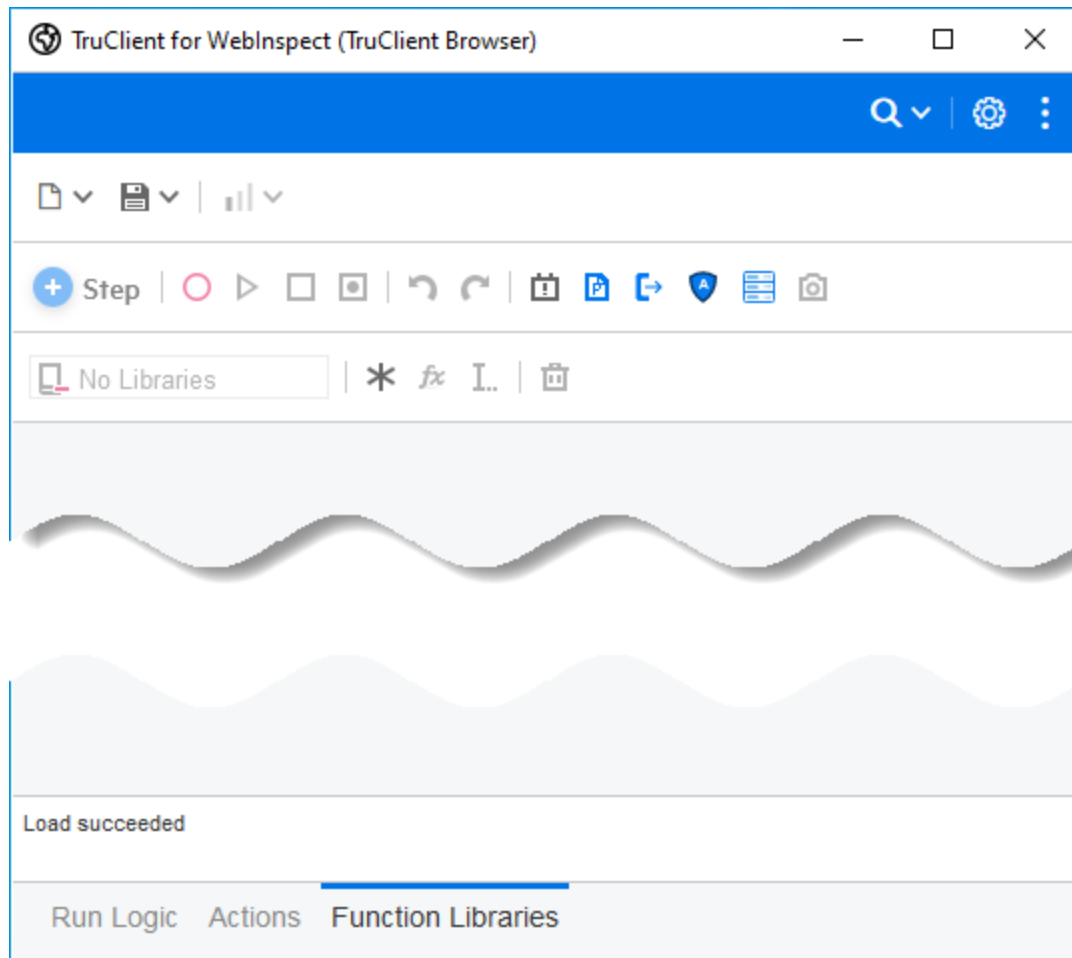 TruClient for WebInspect (TruClient Browser)
Step
No Libraries
fx
I..
Load succeeded
Run Logic Actions Function Libraries